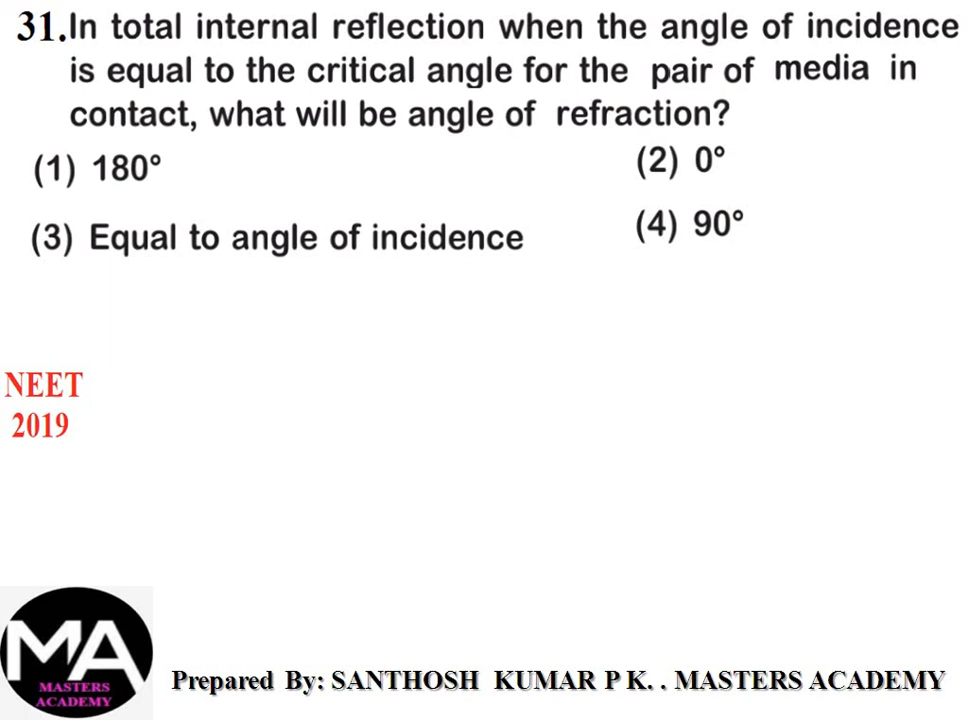 31.In total internal reflection when the angle of incidence
is equal to the critical angle for the pair of media in
contact, what will be angle of refraction?
(1) 180°
(2) 0°
(3) Equal to angle of incidence
(4) 90°
NEET
2019
MA
MASTERS
ACADEMY
Prepared By: SANTHOSH KUMAR P K. . MASTERS ACADEMY